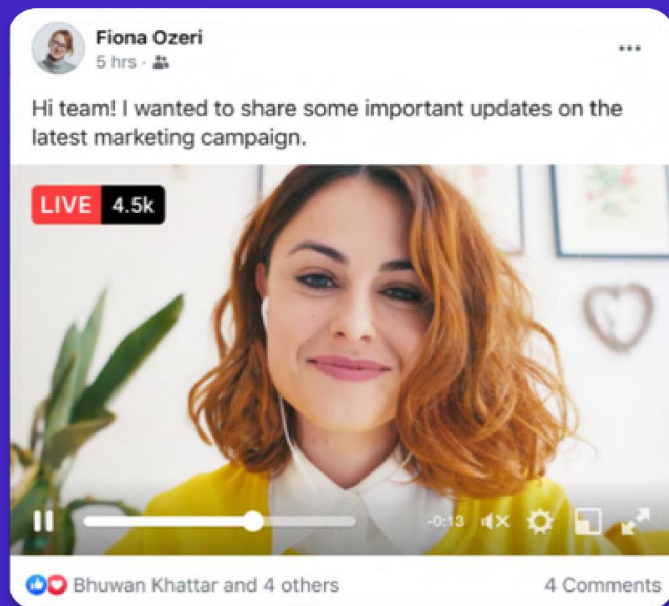 Fiona Ozeri
5 hrs ·
Hi team! I wanted to share some important updates on the
latest marketing campaign.
LIVE 4.5k
-0:13
Bhuwan Khattar and 4 others 4 Comments